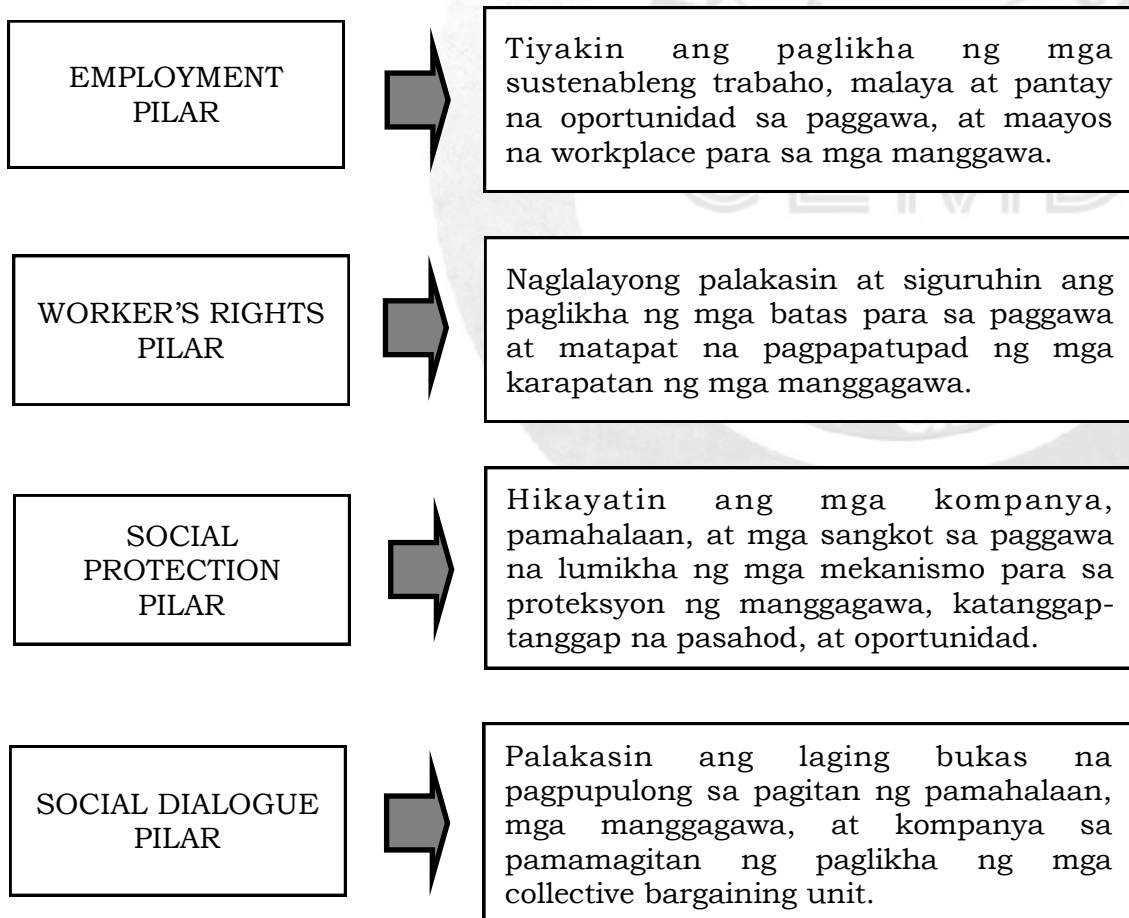 EMPLOYMENT
PILAR
Tiyakin ang paglikha ng mga
sustenableng trabaho, malaya at pantay
na oportunidad sa paggawa, at maayos
na workplace para sa mga manggawa.
WORKER'S RIGHTS
PILAR
Naglalayong palakasin at siguruhin ang
paglikha ng mga batas para sa paggawa
at matapat na pagpapatupad ng mga
karapatan ng mga manggagawa.
SOCIAL
PROTECTION
PILAR
Hikayatin ang mga kompanya,
pamahalaan, at mga sangkot sa paggawa
na lumikha ng mga mekanismo para sa
proteksyon ng manggagawa, katanggap-
tanggap na pasahod, at oportunidad.
SOCIAL DIALOGUE
PILAR
Palakasin ang laging bukas na
pagpupulong sa pagitan ng pamahalaan,
mga manggagawa, at kompanya sa
pamamagitan ng paglikha ng mga
collective bargaining unit.